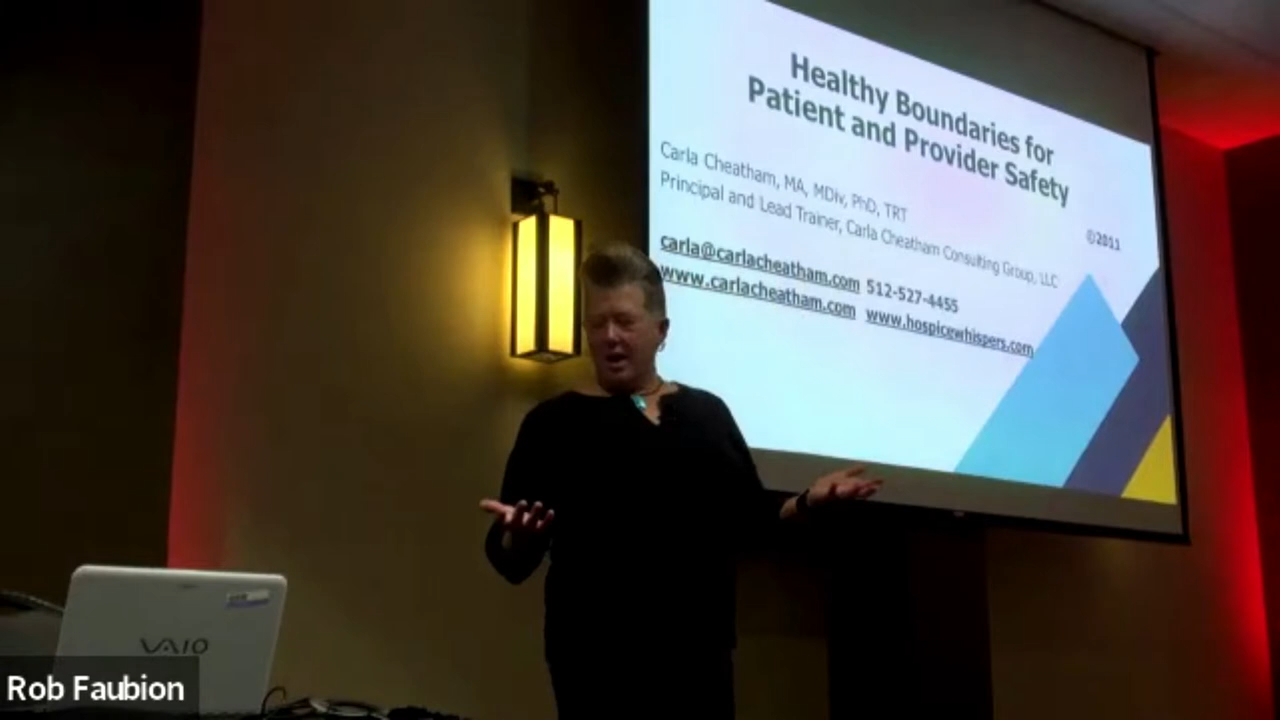 Healthy Boundaries for
Patient and Provider Safety
Carla Cheatham, MA, MDiv, PhD, TRT
Principal and Lead Trainer, Carla Cheatham Consulting Group, LLC
©2011
carla@carlacheatham.com 512-527-4455
www.carlacheatham.com www.hospicewhispers.com
VAIO
Rob Faubion